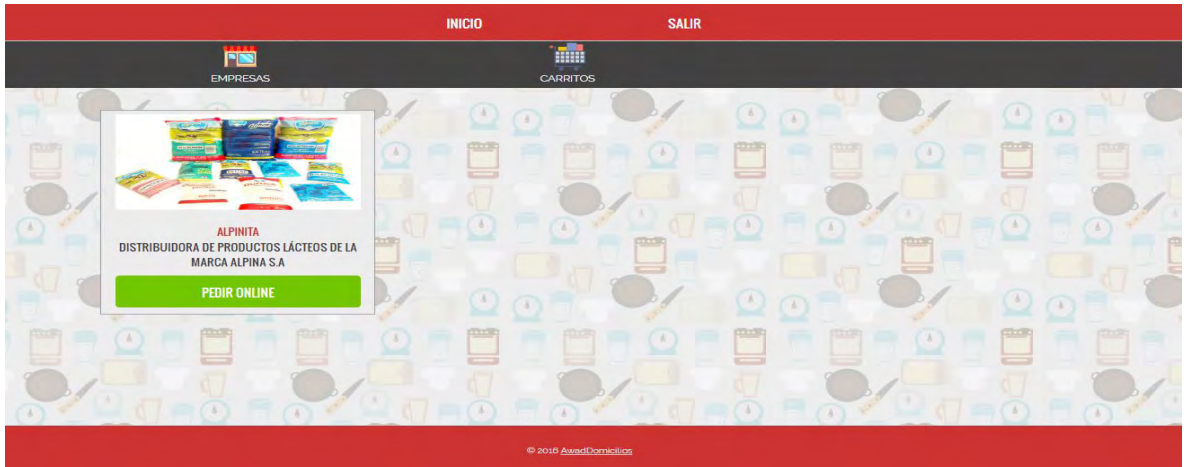 INICIO SALIR
EMPRESAS CARRITOS
ALPINITA
DISTRIBUIDORA DE PRODUCTOS LÁCTEOS DE LA
MARCA ALPINA S.A
PEDIR ONLINE
© 2016 AwadDomicilios